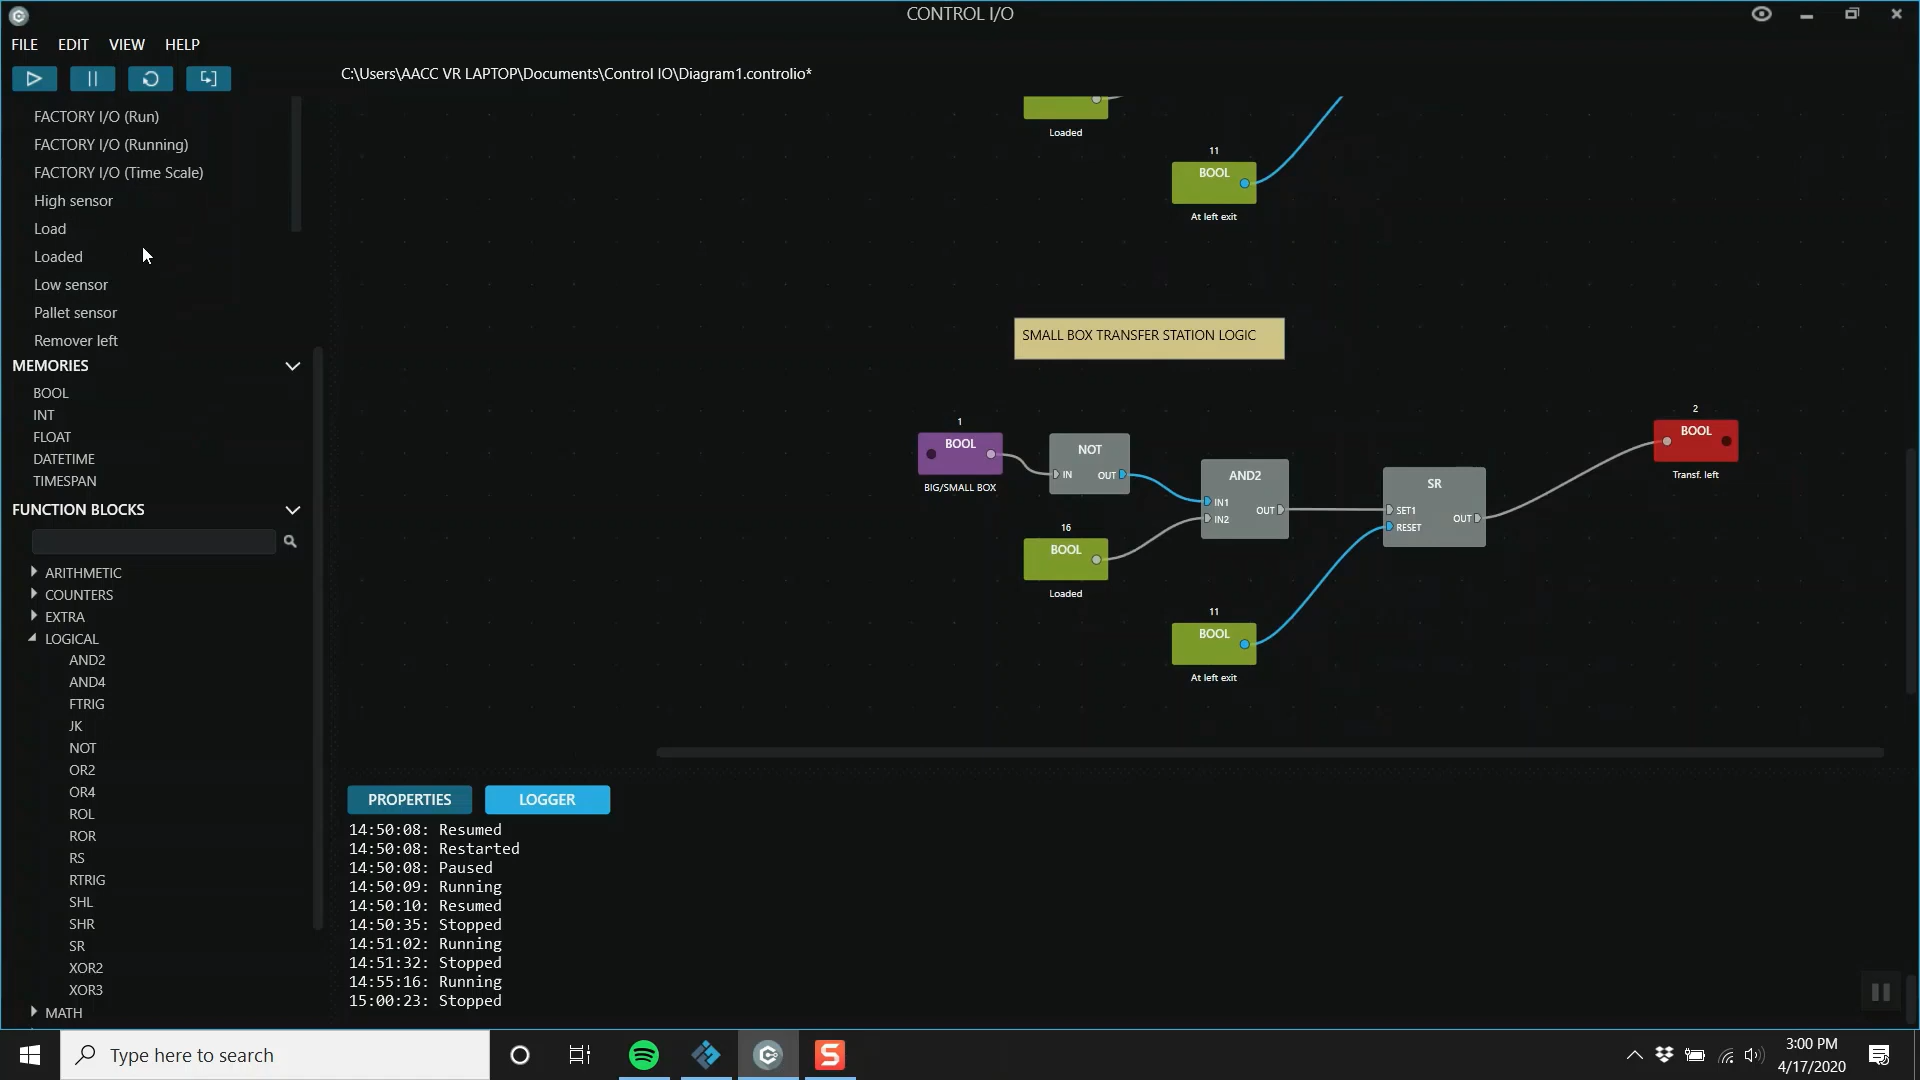 CONTROL I/O
FILE EDIT VIEW HELP
C:\Users\AACC VR LAPTOP\Documents\Control IO\Diagram1.controlio*
FACTORY I/O (Run)
FACTORY I/O (Running)
FACTORY I/O (Time Scale)
High sensor
Load
Loaded
Low sensor
Pallet sensor
Remover left
MEMORIES
BOOL
INT
FLOAT
DATETIME
TIMESPAN
FUNCTION BLOCKS
ARITHMETIC
COUNTERS
EXTRA
LOGICAL
AND2
AND4
FTRIG
JK
NOT
OR2
OR4
ROL
ROR
RS
RTRIG
SHL
SHR
SR
XOR2
XOR3
MATH
Loaded
11
BOOL
At left exit
SMALL BOX TRANSFER STATION LOGIC
1
BOOL
BIG/SMALL BOX
NOT
IN OUT
16
BOOL
Loaded
AND2
IN1
IN2
OUT
11
BOOL
At left exit
SR
SET1
RESET
OUT
2
BOOL
Transf. left
PROPERTIES LOGGER
14:50:08: Resumed
14:50:08: Restarted
14:50:08: Paused
14:50:09: Running
14:50:10: Resumed
14:50:35: Stopped
14:51:02: Running
14:51:32: Stopped
14:55:16: Running
15:00:23: Stopped
Type here to search
3:00 PM
4/17/2020